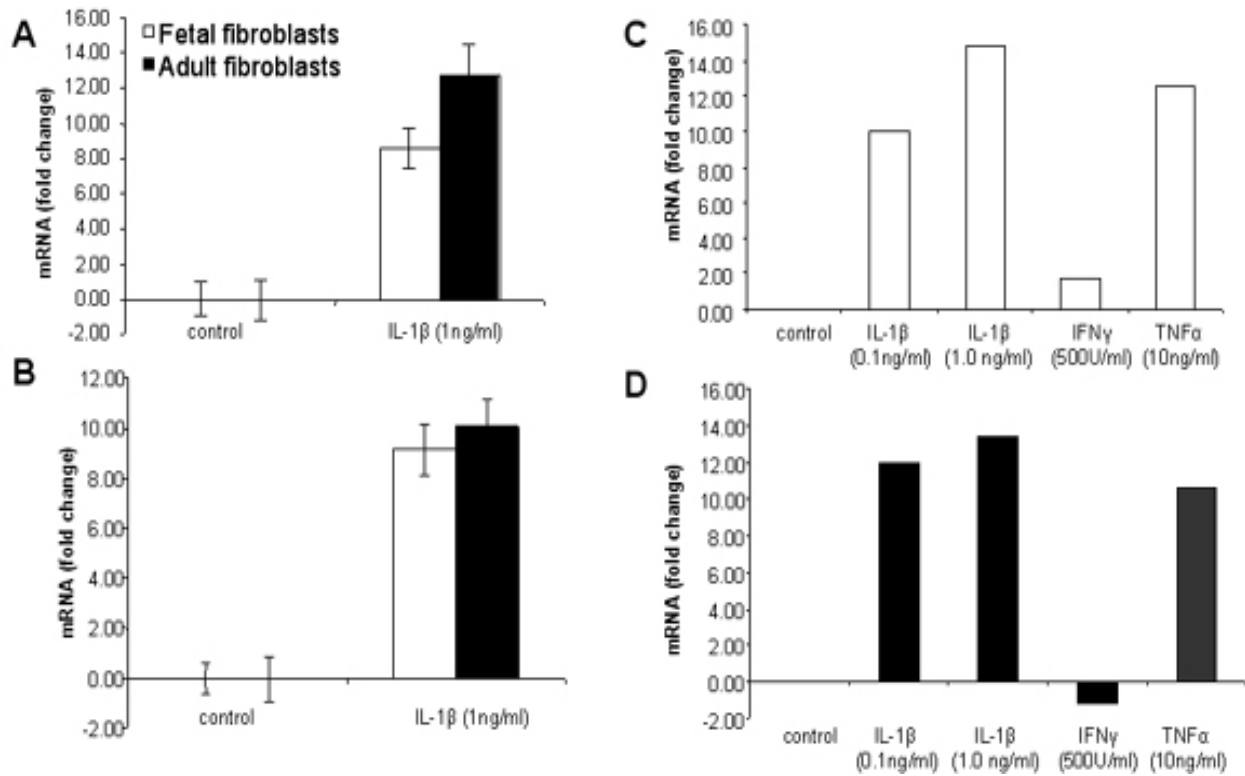 A
□ Fetal fibroblasts
■ Adult fibroblasts
mRNA (fold change)
16.00
14.00
12.00
10.00
8.00
6.00
4.00
2.00
0.00
-2.00
control
IL-1β (1ng/ml)
B
mRNA (fold change)
12.00
10.00
8.00
6.00
4.00
2.00
0.00
-2.00
control
IL-1β (1ng/ml)
C
mRNA (fold change)
16.00
14.00
12.00
10.00
8.00
6.00
4.00
2.00
0.00
control IL-1β IL-1β IFNγ TNFα
(0.1ng/ml) (1.0 ng/ml) (500U/ml) (10ng/ml)
D
mRNA (fold change)
16.00
14.00
12.00
10.00
8.00
6.00
4.00
2.00
0.00
-2.00
control IL-1β IL-1β IFNγ TNFα
(0.1ng/ml) (1.0 ng/ml) (500U/ml) (10ng/ml)